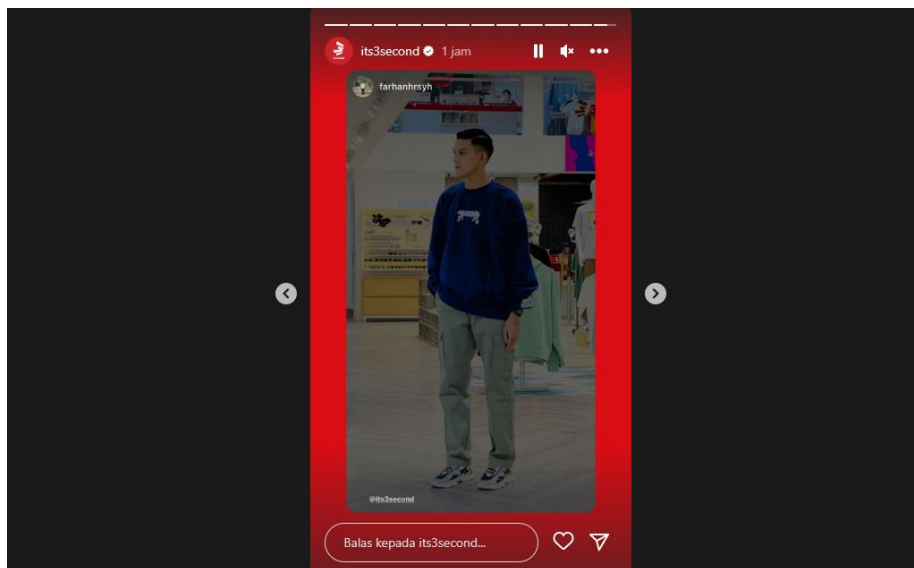 its3second 1 jam
farhanhrsyh
@its3second
Balas kepada its3second...